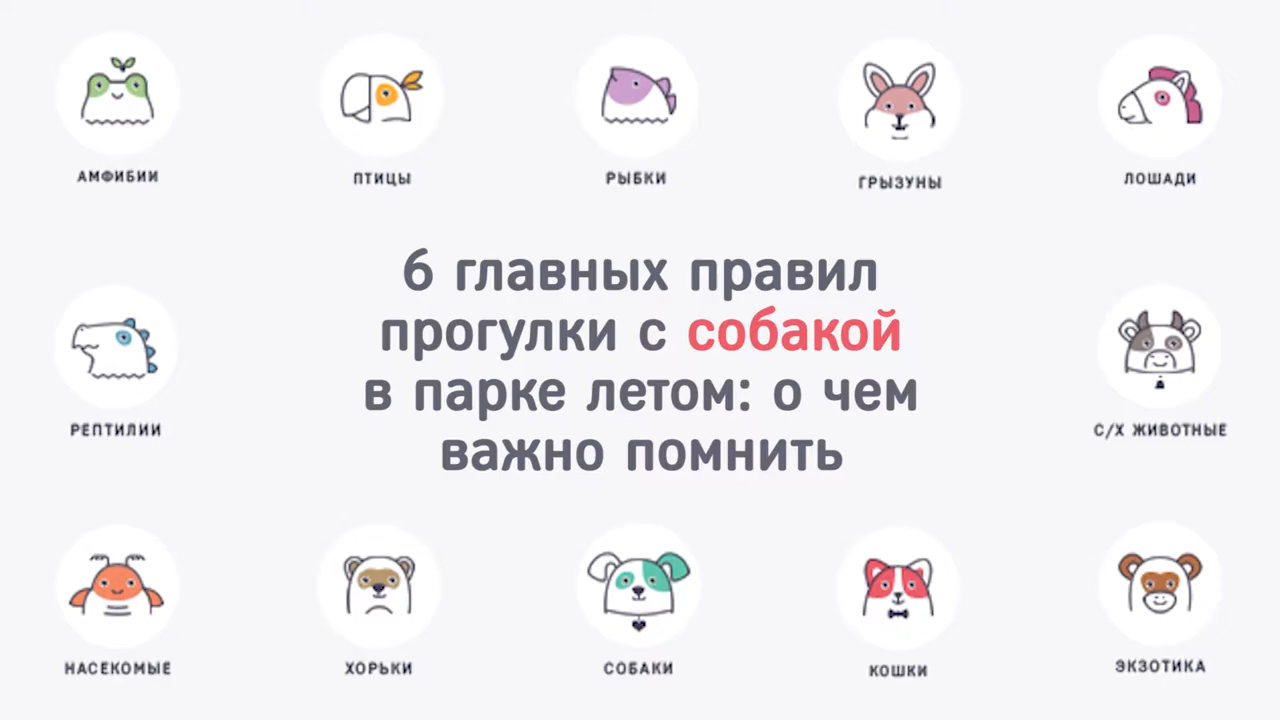 АМФИБИИ
ПТИЦЫ
РЫБКИ
ГРЫЗУНЫ
ЛОШАДИ
6 главных правил
прогулки с собакой
в парке летом: о чем
важно помнить
РЕПТИЛИИ
С/Х ЖИВОТНЫЕ
НАСЕКОМЫЕ
ХОРЬКИ
СОБАКИ
КОШКИ
ЭКЗОТИКА